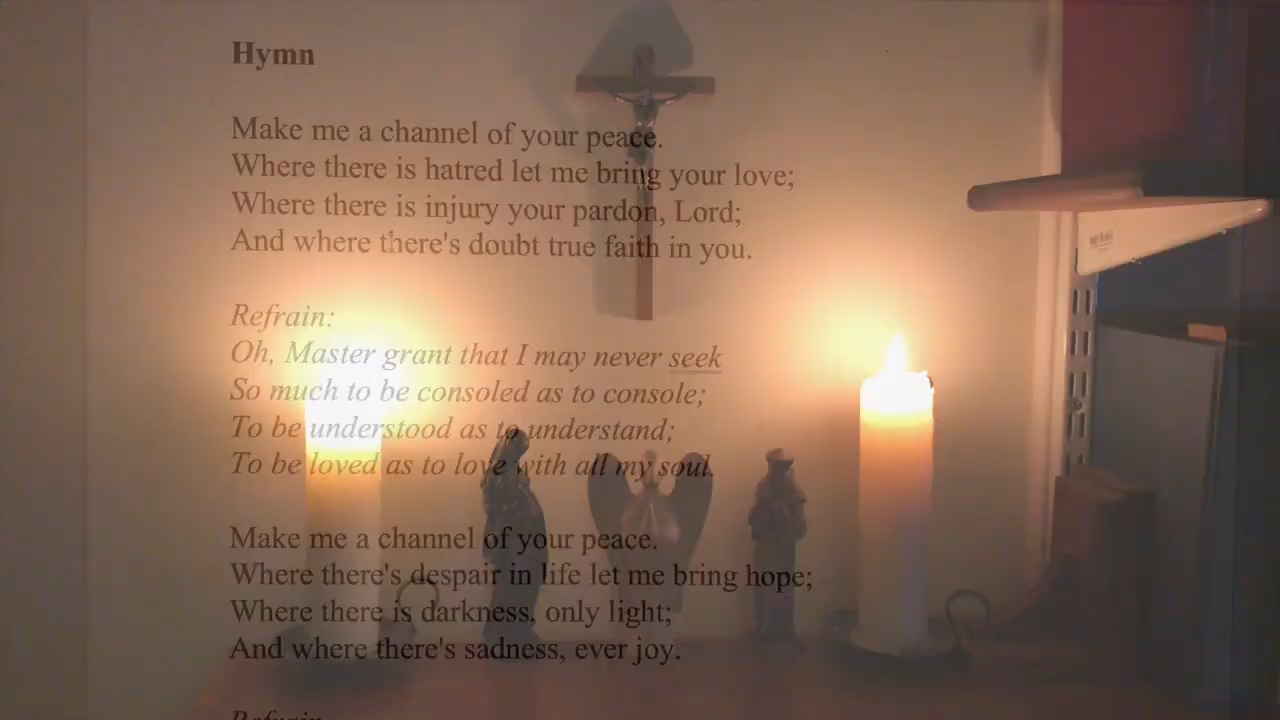 Hymn
Make me a channel of your peace.
Where there is hatred let me bring your love;
Where there is injury your pardon, Lord;
And where there's doubt true faith in you.
Refrain:
Oh, Master grant that I may never seek
So much to be consoled as to console;
To be understood as to understand;
To be loved as to love with all my soul.
Make me a channel of your peace.
Where there's despair in life let me bring hope;
Where there is darkness, only light;
And where there's sadness, ever joy.
Refrain